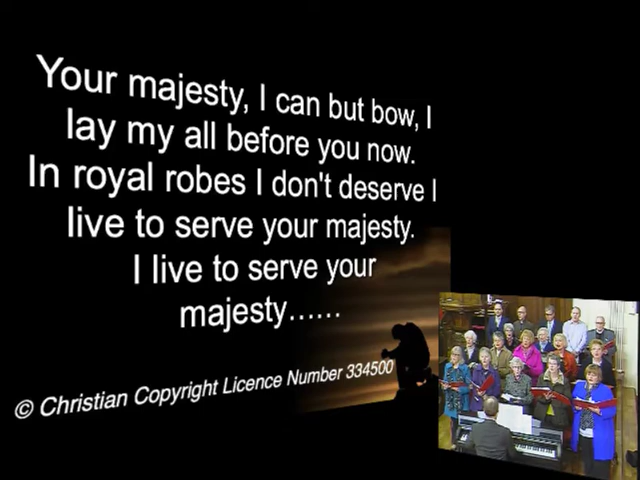 Your majesty, I can but bow, I
lay my all before you now.
In royal robes I don't deserve I
live to serve your majesty.
I live to serve your
majesty......
© Christian Copyright Licence Number 334500